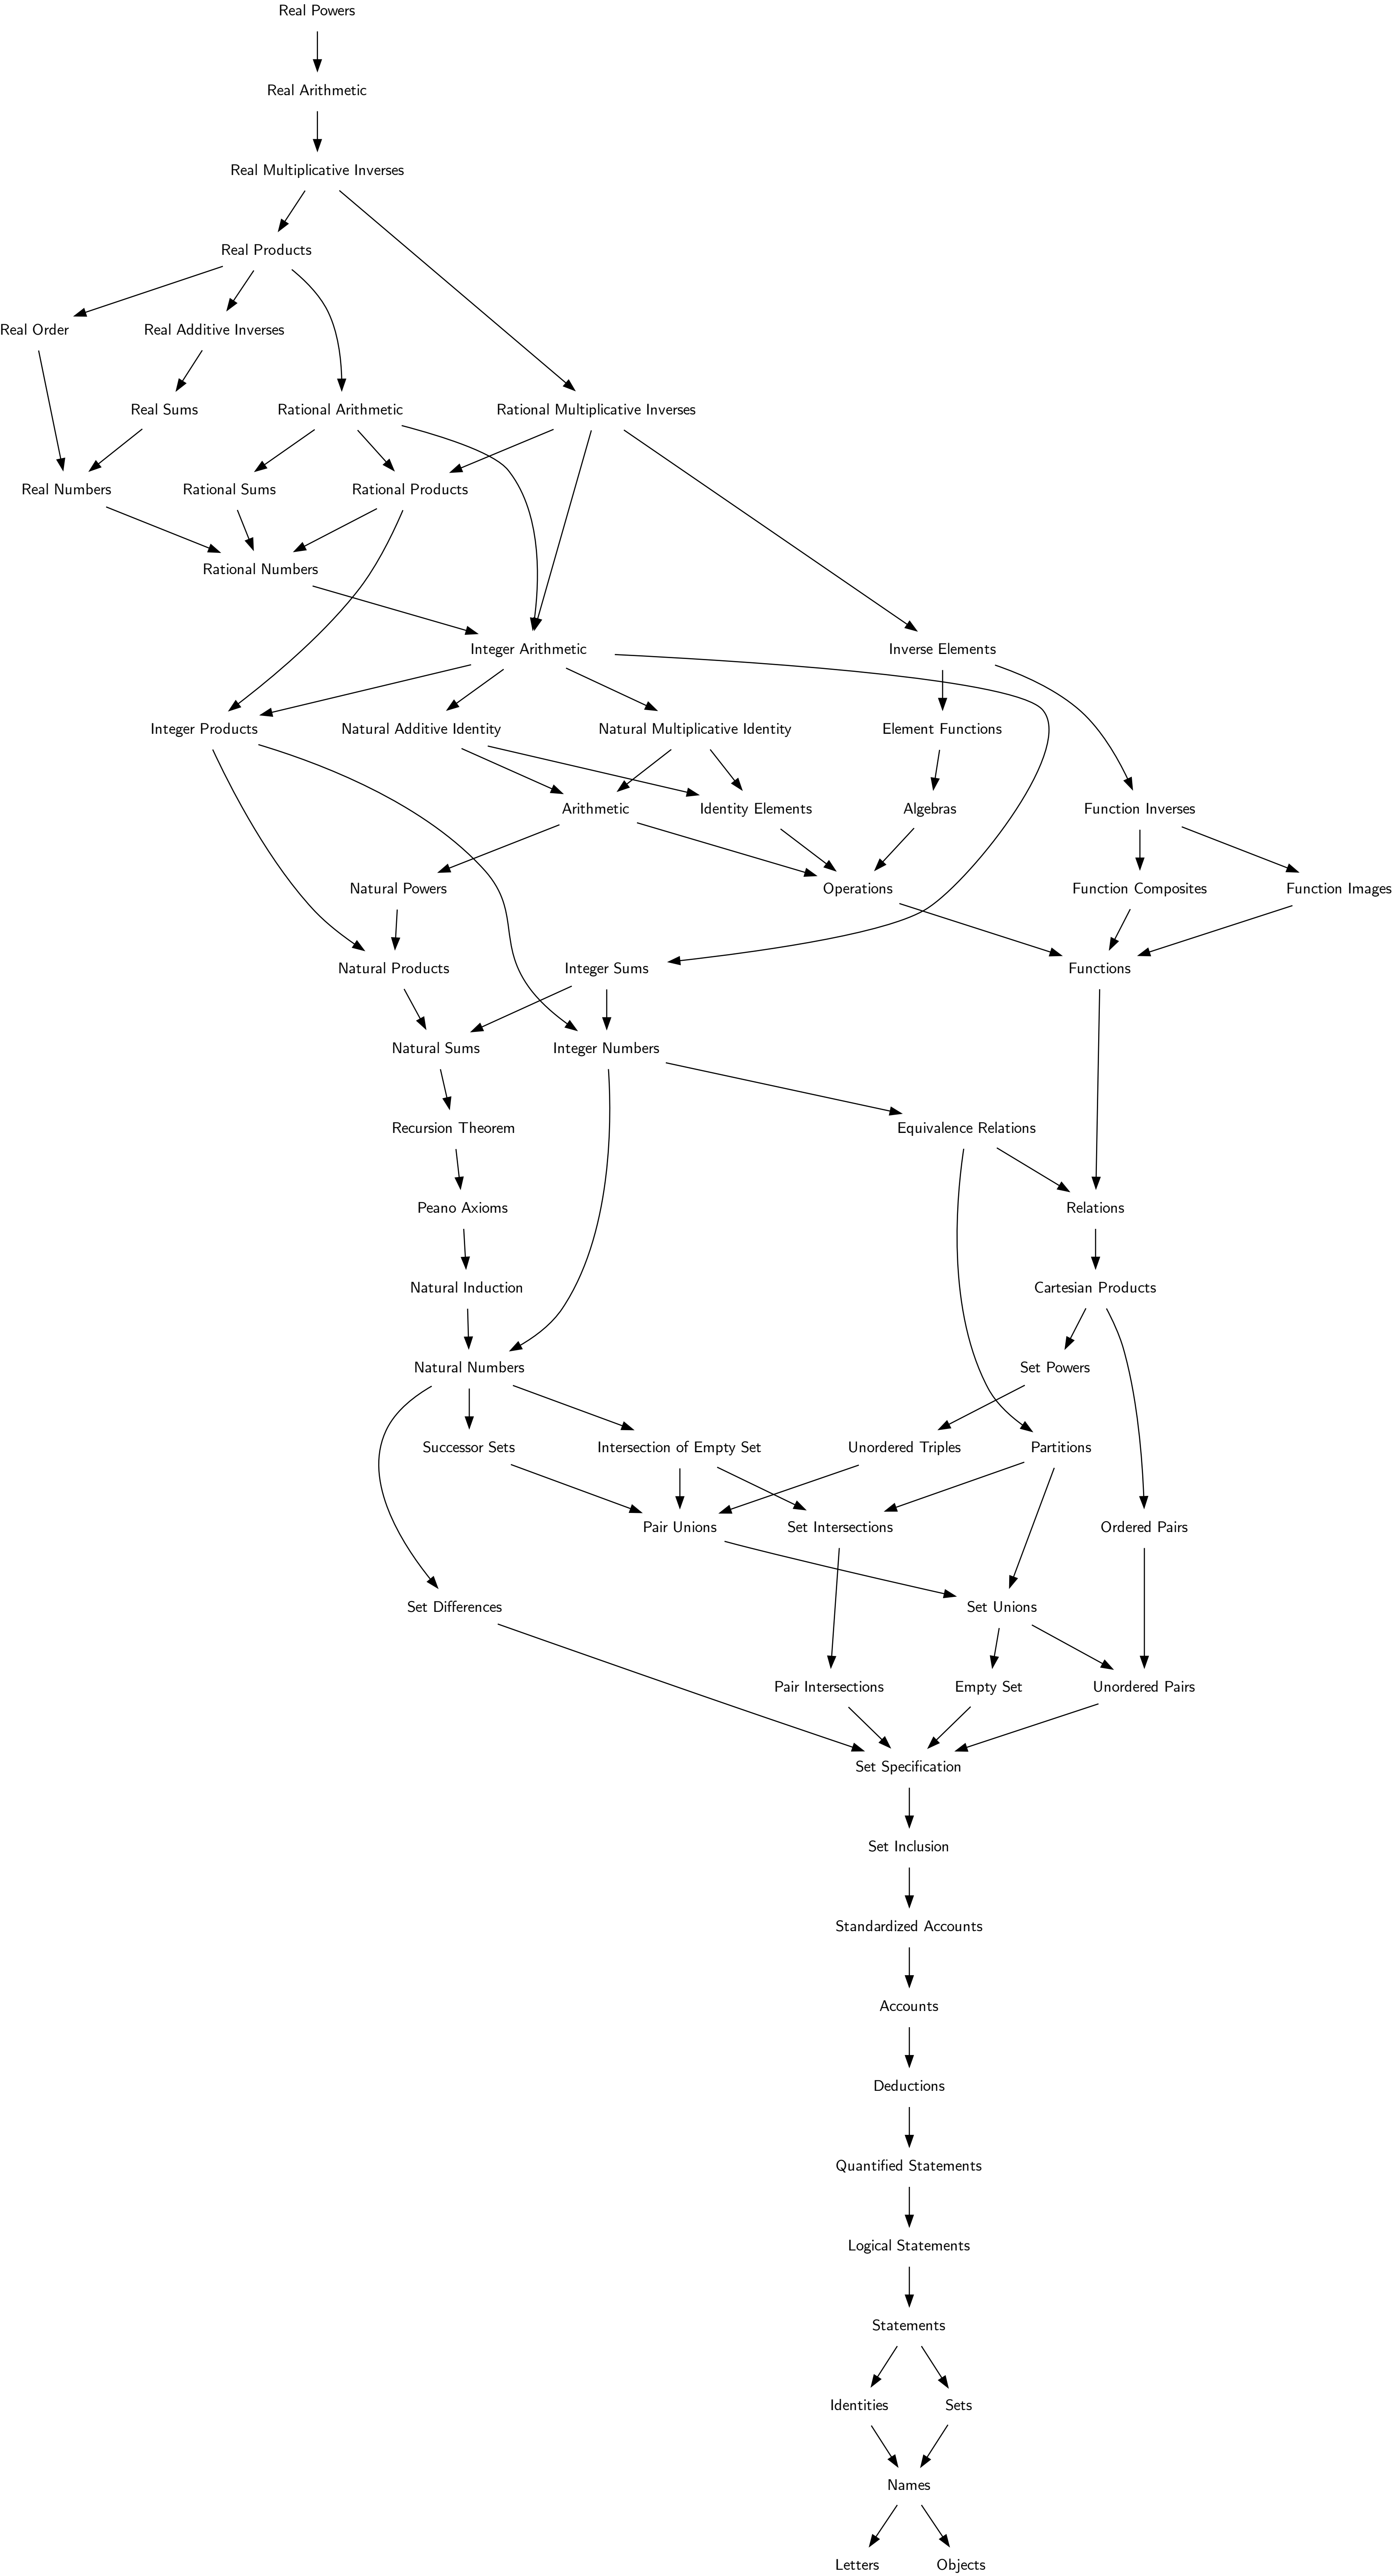 Real Powers
Real Arithmetic
Real Multiplicative Inverses
Real Products
Real Order
Real Additive Inverses
Real Sums
Rational Arithmetic
Rational Multiplicative Inverses
Real Numbers
Rational Sums
Rational Products
Rational Numbers
Integer Arithmetic
Inverse Elements
Integer Products
Natural Additive Identity
Natural Multiplicative Identity
Element Functions
Arithmetic
Identity Elements
Algebras
Function Inverses
Natural Powers
Operations
Function Composites
Function Images
Natural Products
Integer Sums
Functions
Natural Sums
Integer Numbers
Recursion Theorem
Equivalence Relations
Peano Axioms
Relations
Natural Induction
Cartesian Products
Natural Numbers
Set Powers
Successor Sets
Intersection of Empty Set
Unordered Triples
Partitions
Pair Unions
Set Intersections
Ordered Pairs
Set Differences
Set Unions
Pair Intersections
Empty Set
Unordered Pairs
Set Specification
Set Inclusion
Standardized Accounts
Accounts
Deductions
Quantified Statements
Logical Statements
Statements
Identities
Sets
Names
Letters
Objects